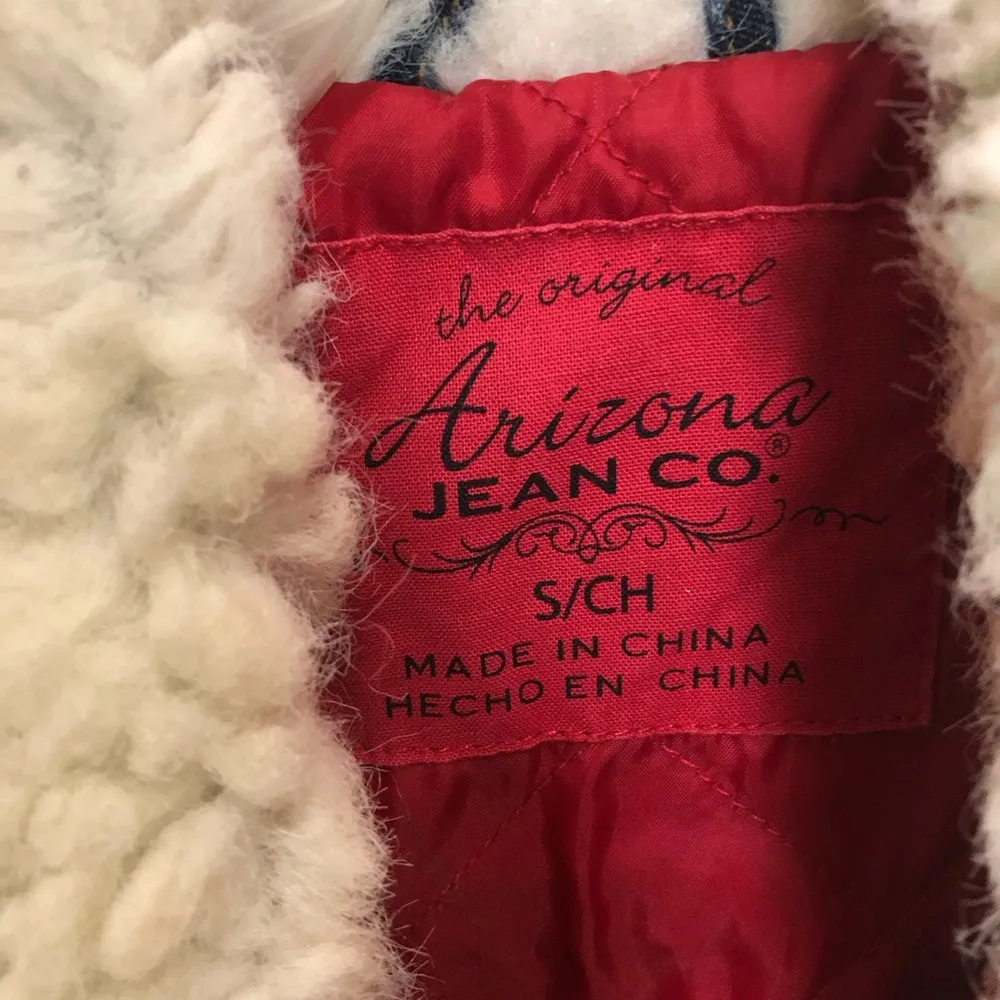 the original
Arizona
JEAN CO.®
S/CH
MADE IN CHINA
HECHO EN CHINA